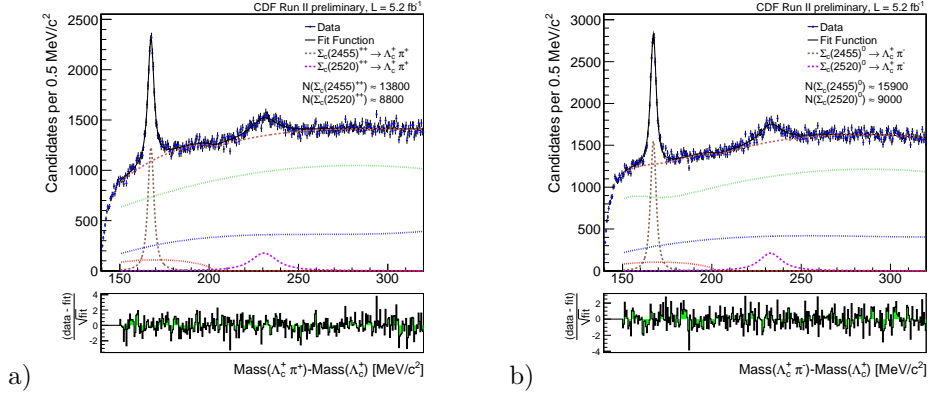 CDF Run II preliminary, L = 5.2 fb⁻¹
Candidates per 0.5 MeV/c²
2500
2000
1500
1000
500
0
Data
Fit Function
Σc(2455)⁺⁺ → Λc⁺ π⁺
Σc(2520)⁺⁺ → Λc⁺ π⁺
N(Σc(2455)⁺⁺) ≈ 13800
N(Σc(2520)⁺⁺) ≈ 8800
150 200 250 300
(data - fit)
√fit
4
2
0
-2
Mass(Λc⁺ π⁺)-Mass(Λc⁺) [MeV/c²]
a)
CDF Run II preliminary, L = 5.2 fb⁻¹
Candidates per 0.5 MeV/c²
3000
2500
2000
1500
1000
500
0
Data
Fit Function
Σc(2455)⁰ → Λc⁺ π⁻
Σc(2520)⁰ → Λc⁺ π⁻
N(Σc(2455)⁰) ≈ 15900
N(Σc(2520)⁰) ≈ 9000
150 200 250 300
(data - fit)
√fit
2
0
-2
-4
Mass(Λc⁺ π⁻)-Mass(Λc⁺) [MeV/c²]
b)